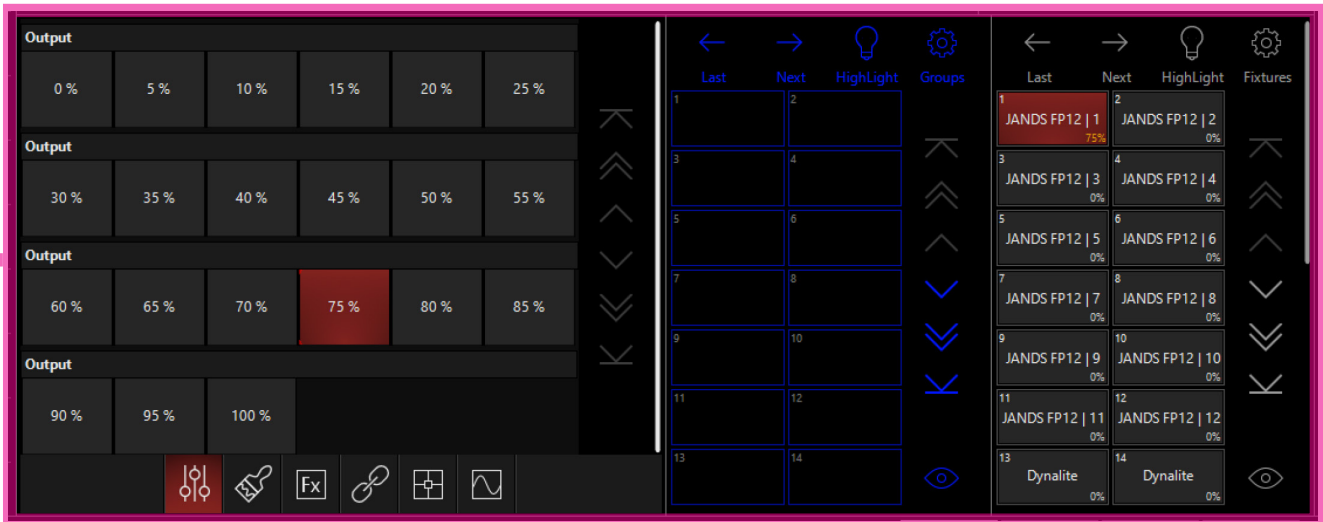 Output
0 % 5 % 10 % 15 % 20 % 25 %
Output
30 % 35 % 40 % 45 % 50 % 55 %
Output
60 % 65 % 70 % 75 % 80 % 85 %
Output
90 % 95 % 100 %
Fx
Last Next HighLight Groups
1 2
3 4
5 6
7 8
9 10
11 12
13 14
Last Next HighLight Fixtures
1 2
JANDS FP12 | 1 JANDS FP12 | 2
75% 0%
3 4
JANDS FP12 | 3 JANDS FP12 | 4
0% 0%
5 6
JANDS FP12 | 5 JANDS FP12 | 6
0% 0%
7 8
JANDS FP12 | 7 JANDS FP12 | 8
0% 0%
9 10
JANDS FP12 | 9 JANDS FP12 | 10
0% 0%
11 12
JANDS FP12 | 11 JANDS FP12 | 12
0% 0%
13 14
Dynalite Dynalite
0% 0%